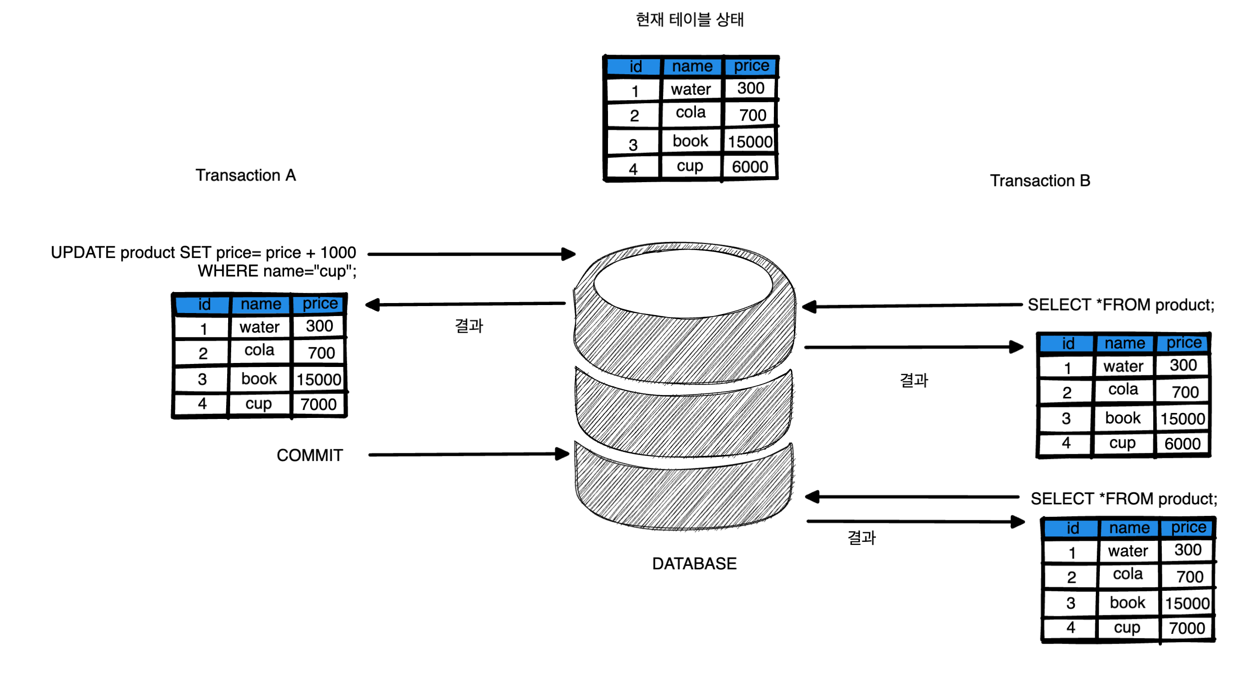 현재 테이블 상태
id name price
1 water 300
2 cola 700
3 book 15000
4 cup 6000
Transaction A
Transaction B
UPDATE product SET price= price + 1000
WHERE name="cup";
id name price
1 water 300
2 cola 700
3 book 15000
4 cup 7000
결과
COMMIT
SELECT *FROM product;
id name price
1 water 300
2 cola 700
3 book 15000
4 cup 6000
결과
SELECT *FROM product;
id name price
1 water 300
2 cola 700
3 book 15000
4 cup 7000
결과
DATABASE